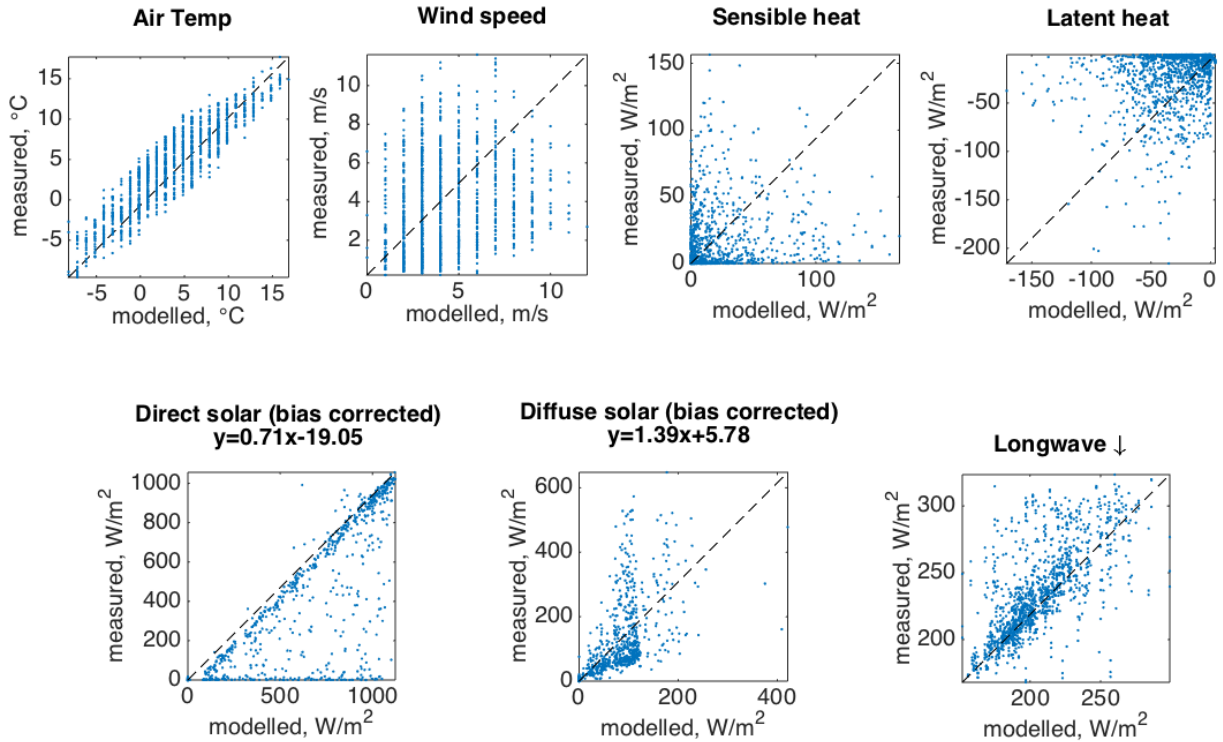 Air Temp
measured, °C
15
10
5
0
-5
-5 0 5 10 15
modelled, °C
Wind speed
measured, m/s
10
8
6
4
2
0 5 10
modelled, m/s
Sensible heat
measured, W/m²
150
100
50
0
0 100
modelled, W/m²
Latent heat
measured, W/m²
-50
-100
-150
-200
-150 -100 -50 0
modelled, W/m²
Direct solar (bias corrected)
y=0.71x-19.05
measured, W/m²
1000
800
600
400
200
0
0 500 1000
modelled, W/m²
Diffuse solar (bias corrected)
y=1.39x+5.78
measured, W/m²
600
400
200
0
0 200 400
modelled, W/m²
Longwave ↓
measured, W/m²
300
250
200
200 250
modelled, W/m²